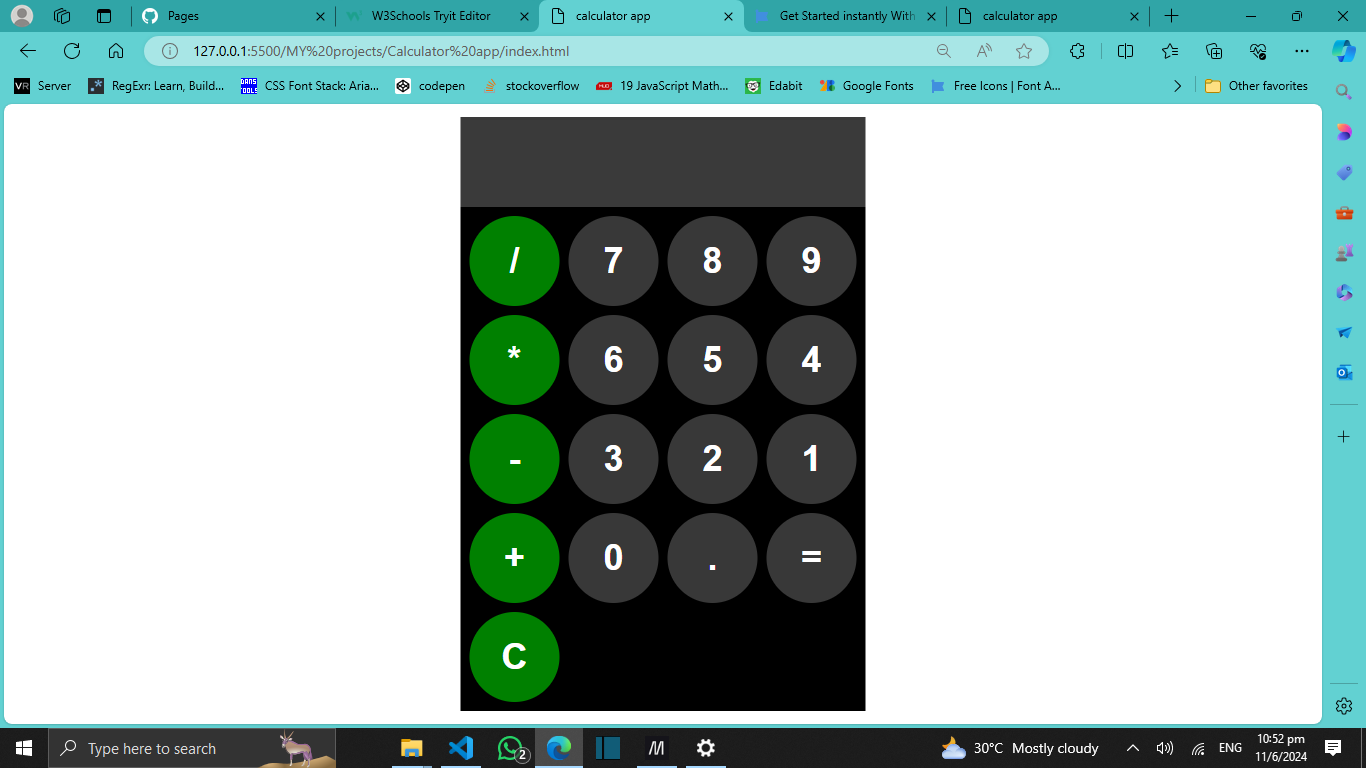 Pages
W3Schools Tryit Editor
calculator app
Get Started instantly With
calculator app
127.0.0.1:5500/MY%20projects/Calculator%20app/index.html
VR Server
RegExr: Learn, Build...
DANS TOOLS CSS Font Stack: Aria...
codepen
stockoverflow
19 JavaScript Math...
Edabit
Google Fonts
Free Icons | Font A...
Other favorites
/ 7 8 9
* 6 5 4
- 3 2 1
+ 0 . =
C
Type here to search
2
30°C Mostly cloudy
ENG
10:52 pm
11/6/2024